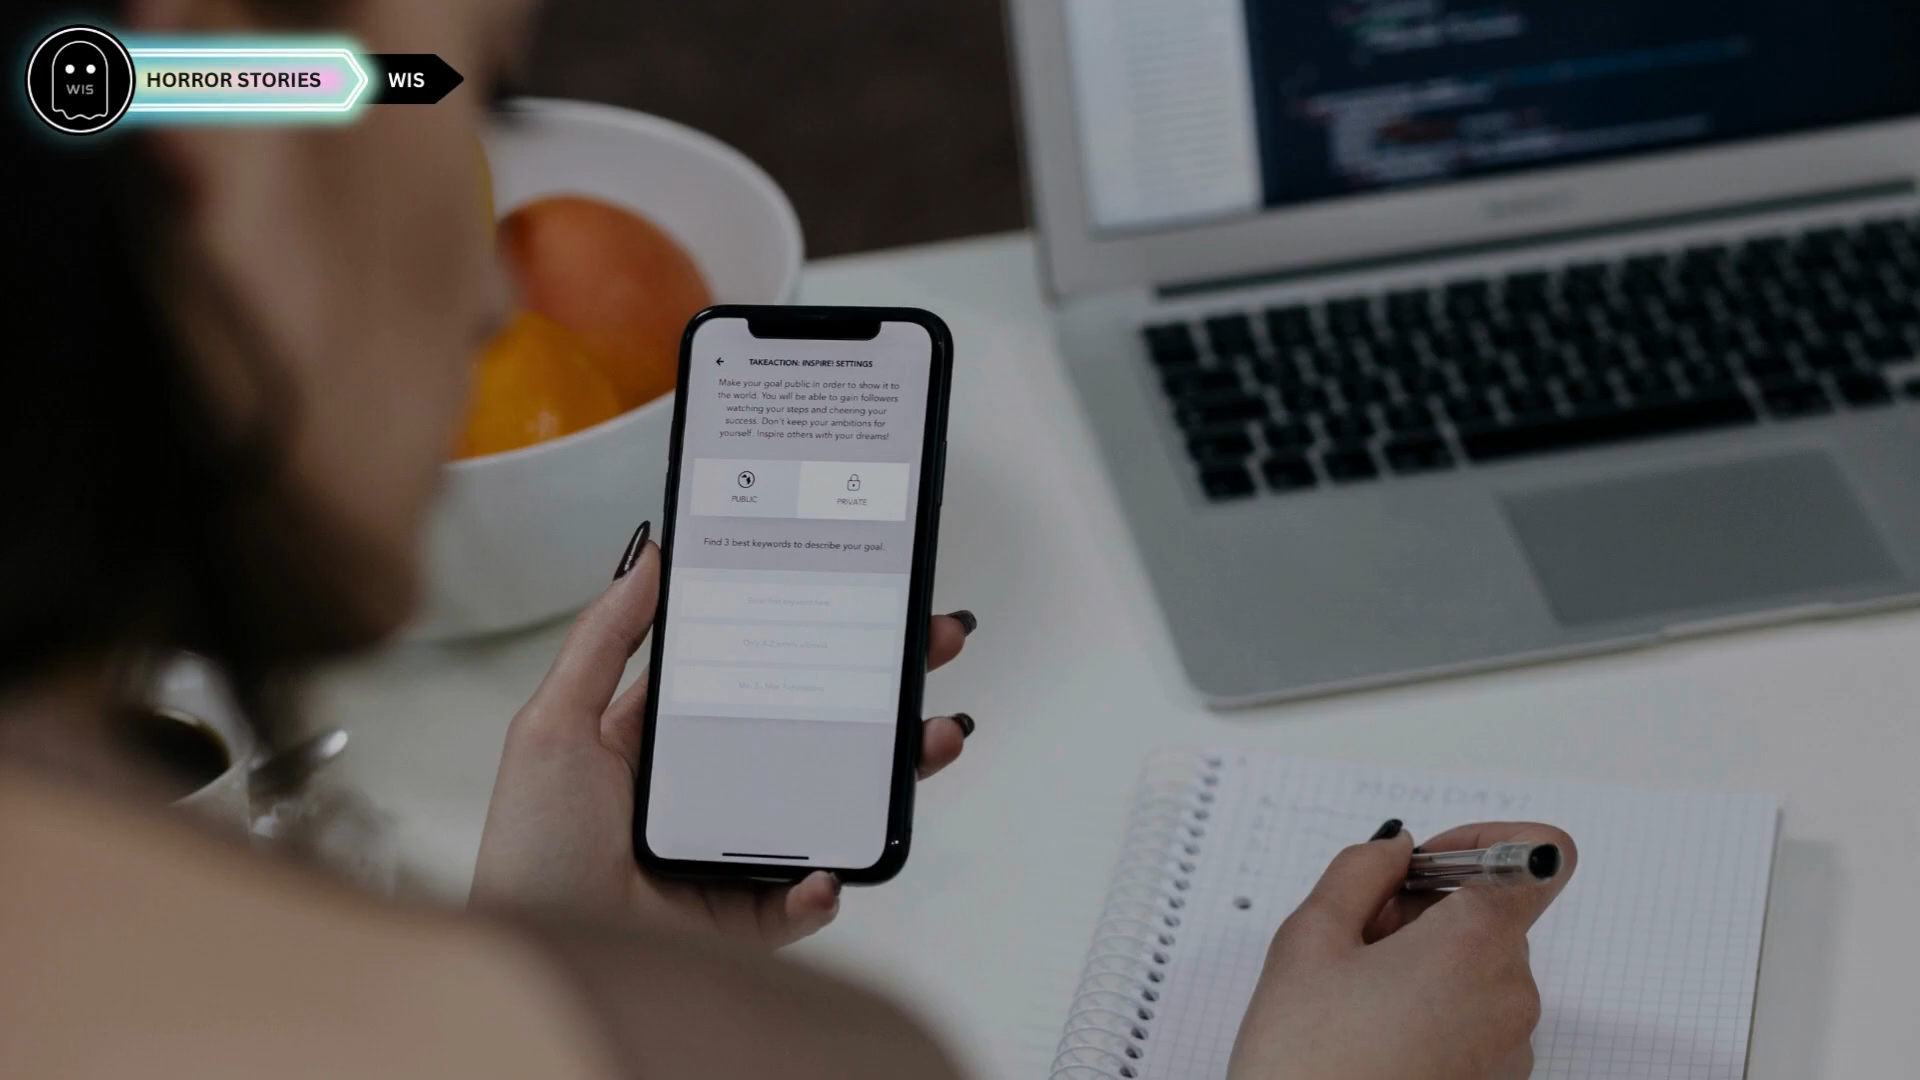 WIS
HORROR STORIES
WIS
TAKEACTION: INSPIRE! SETTINGS
Make your goal public in order to show it to
the world. You will be able to gain followers
watching your steps and cheering your
success. Don't keep your ambitions for
yourself. Inspire others with your dreams!
PUBLIC
PRIVATE
Find 3 best keywords to describe your goal.
MONDAY!